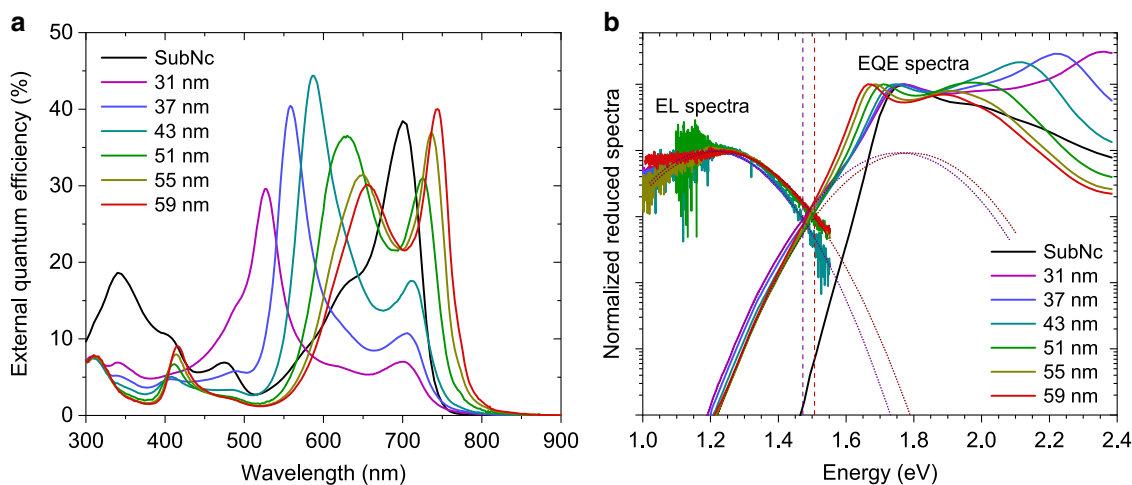 a
External quantum efficiency (%)
50
40
30
20
10
0
SubNc
31 nm
37 nm
43 nm
51 nm
55 nm
59 nm
300 400 500 600 700 800 900
Wavelength (nm)
b
Normalized reduced spectra
EQE spectra
EL spectra
SubNc
31 nm
37 nm
43 nm
51 nm
55 nm
59 nm
1.0 1.2 1.4 1.6 1.8 2.0 2.2 2.4
Energy (eV)